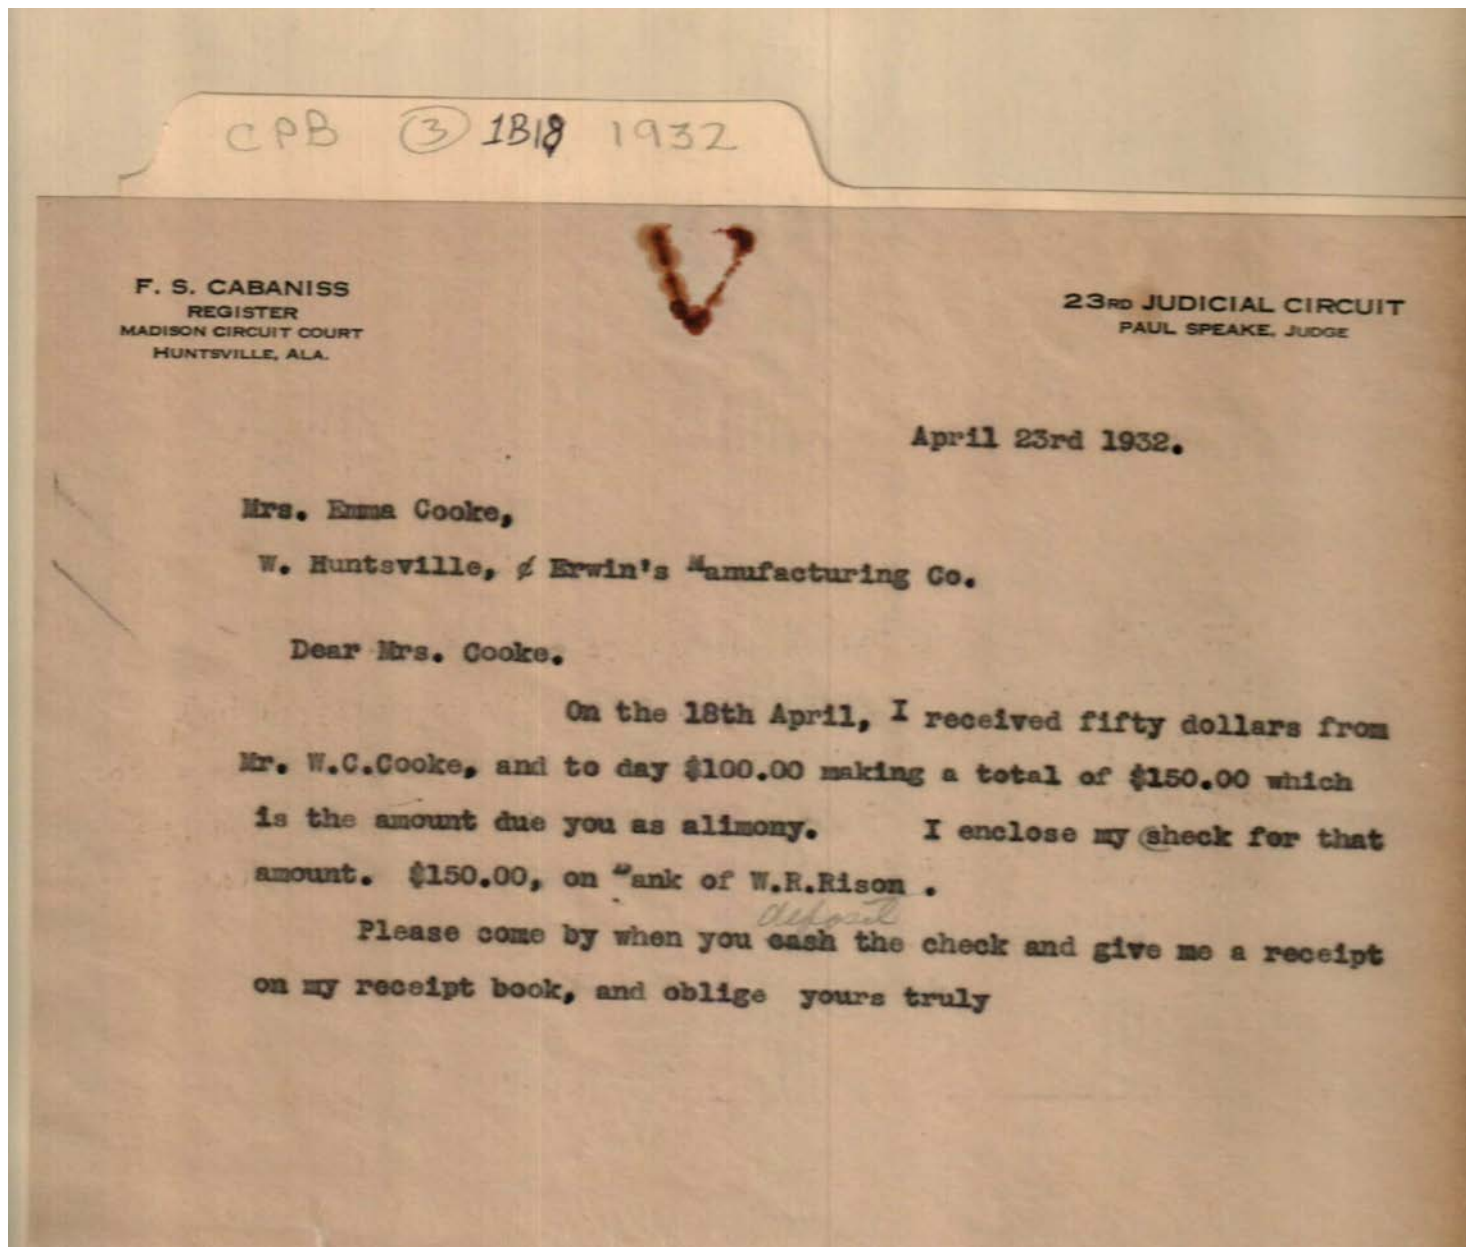 CPB 3 1B18 1932
F. S. CABANISS
REGISTER
MADISON CIRCUIT COURT
HUNTSVILLE, ALA.
23RD JUDICIAL CIRCUIT
PAUL SPEAKE, JUDGE
April 23rd 1932.
Mrs. Emma Cooke,
W. Huntsville, ¢ Erwin's Manufacturing Co.
Dear Mrs. Cooke.
On the 18th April, I received fifty dollars from
Mr. W.C.Cooke, and to day $100.00 making a total of $150.00 which
is the amount due you as alimony. I enclose my check for that
amount. $150.00, on Bank of W.R.Rison .
deposit
Please come by when you cash the check and give me a receipt
on my receipt book, and oblige yours truly